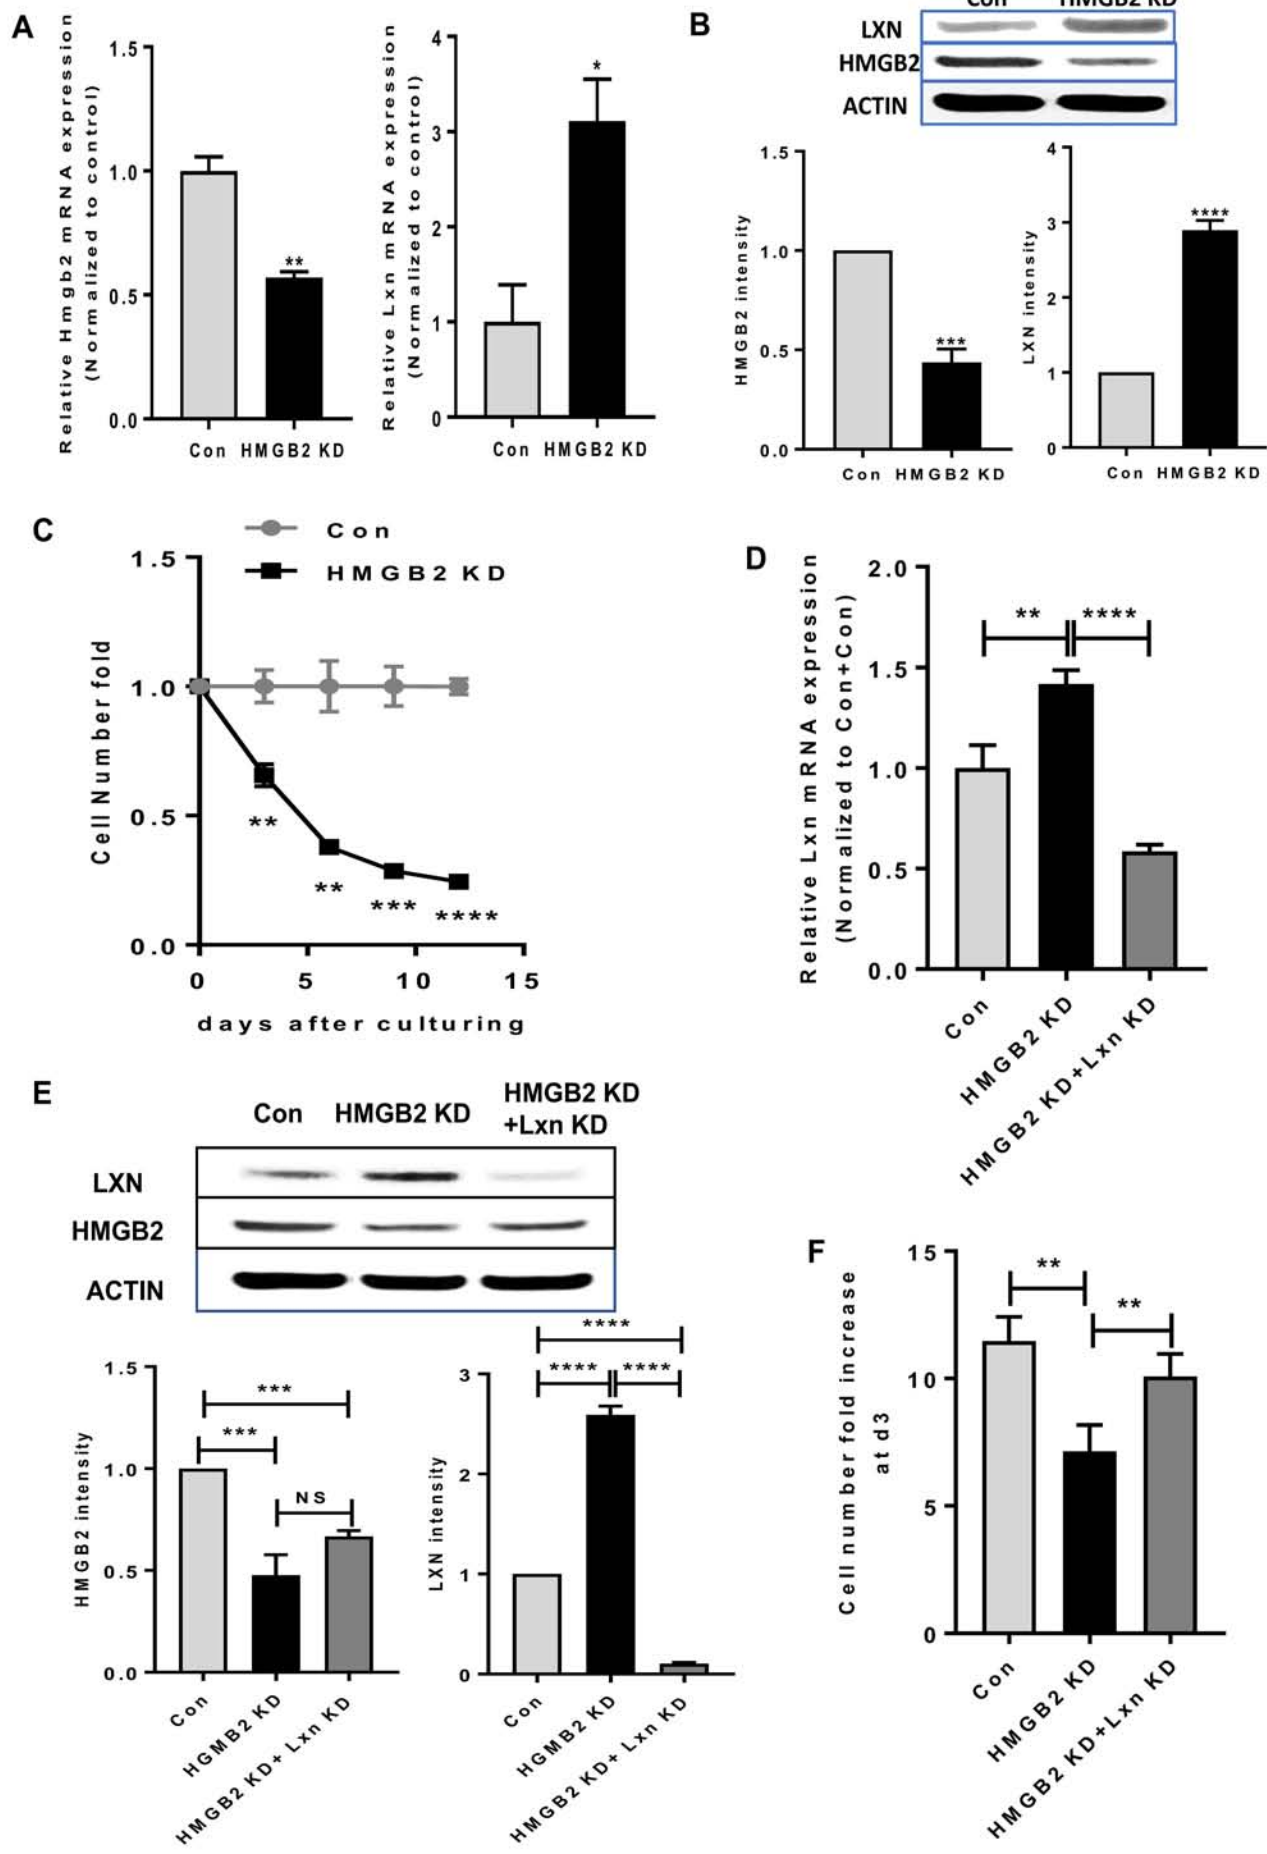 A
Relative Hmgb2 mRNA expression
(Normalized to control)
1.5
1.0
0.5
0.0
**
Con HMGB2 KD
Relative Lxn mRNA expression
(Normalized to control)
4
3
2
1
0
*
Con HMGB2 KD
B
Con HMGB2 KD
LXN
HMGB2
ACTIN
HMGB2 intensity
1.5
1.0
0.5
0.0
***
Con HMGB2 KD
LXN intensity
4
3
2
1
0
****
Con HMGB2 KD
C
Con
HMGB2 KD
Cell Number fold
1.5
1.0
0.5
0.0
**
**
***
****
0 5 10 15
days after culturing
D
Relative Lxn mRNA expression
(Normalized to Con+Con)
2.0
1.5
1.0
0.5
0.0
** ****
Con
HMGB2 KD
HMGB2 KD+Lxn KD
E
Con HMGB2 KD HMGB2 KD
+Lxn KD
LXN
HMGB2
ACTIN
HMGB2 intensity
1.5
1.0
0.5
0.0
***
***
NS
Con
HGMB2 KD
HMGB2 KD+ Lxn KD
LXN intensity
3
2
1
0
****
**** ****
Con
HGMB2 KD
HMGB2 KD+ Lxn KD
F
Cell number fold increase
at d3
15
10
5
0
**
**
Con
HMGB2 KD
HMGB2 KD+Lxn KD